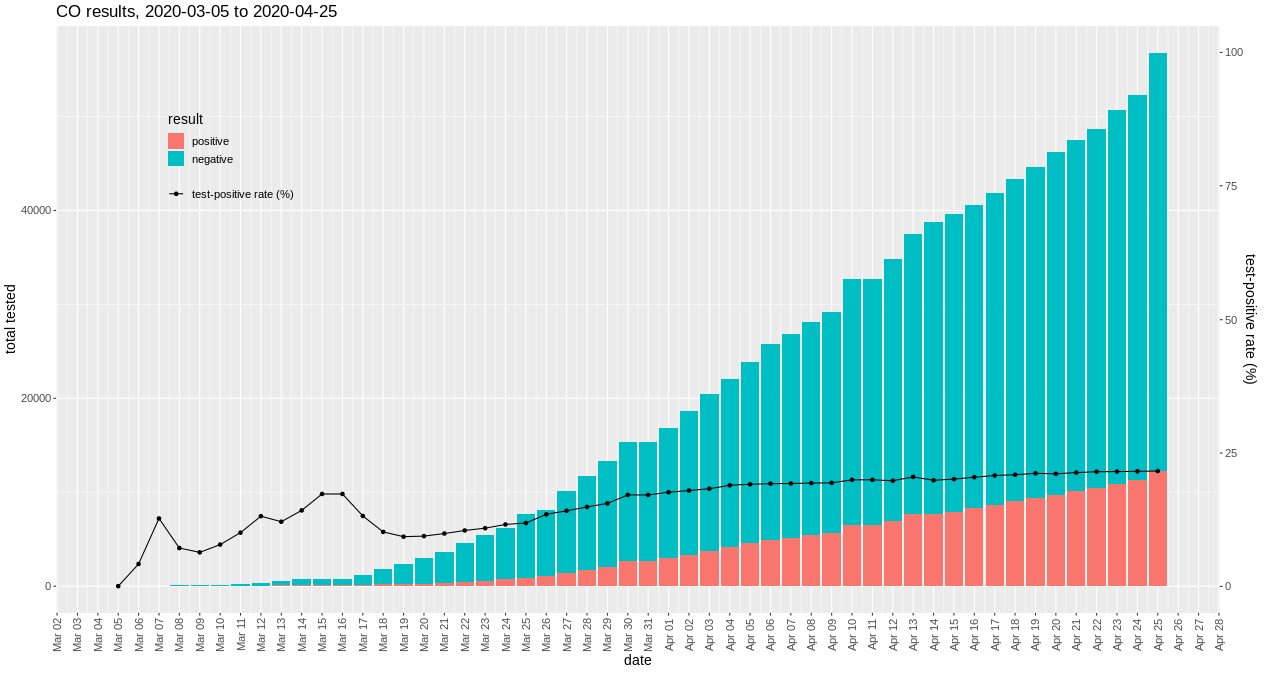 CO results, 2020-03-05 to 2020-04-25
result
positive
negative
test-positive rate (%)
total tested
0
20000
40000
test-positive rate (%)
100
75
50
25
0
Mar 02
Mar 03
Mar 04
Mar 05
Mar 06
Mar 07
Mar 08
Mar 09
Mar 10
Mar 11
Mar 12
Mar 13
Mar 14
Mar 15
Mar 16
Mar 17
Mar 18
Mar 19
Mar 20
Mar 21
Mar 22
Mar 23
Mar 24
Mar 25
Mar 26
Mar 27
Mar 28
Mar 29
Mar 30
Mar 31
Apr 01
Apr 02
Apr 03
Apr 04
Apr 05
Apr 06
Apr 07
Apr 08
Apr 09
Apr 10
Apr 11
Apr 12
Apr 13
Apr 14
Apr 15
Apr 16
Apr 17
Apr 18
Apr 19
Apr 20
Apr 21
Apr 22
Apr 23
Apr 24
Apr 25
Apr 26
Apr 27
Apr 28
date